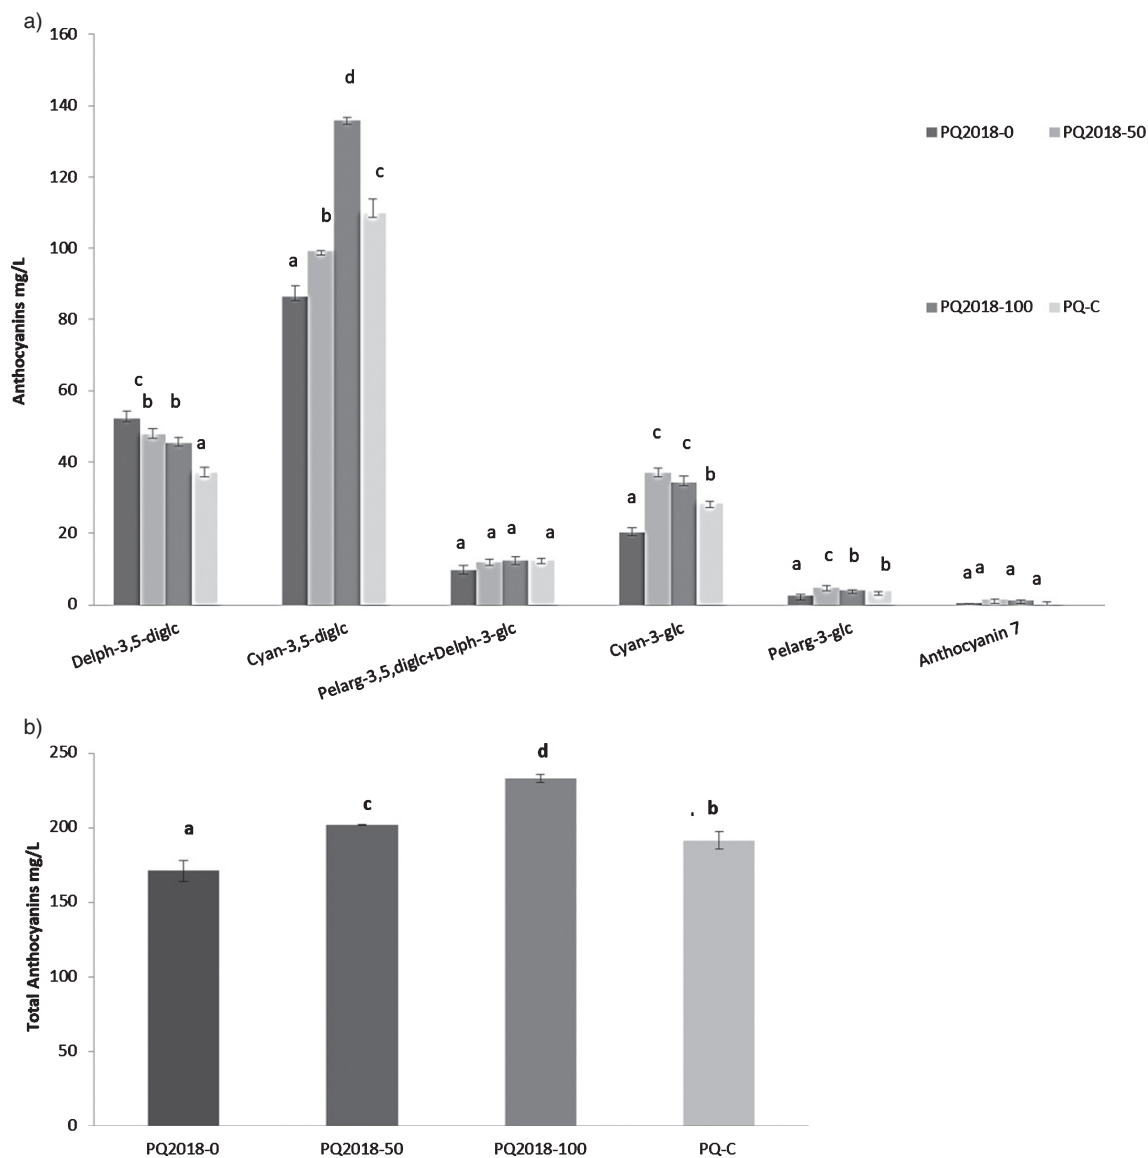 a)
160
140
120
100
80
60
40
20
0
Anthocyanins mg/L
c
b
b
a
a
b
d
c
a
a
a
a
a
c
c
b
a
c
b
b
a
a
a
a
PQ2018-0
PQ2018-50
PQ2018-100
PQ-C
Delph-3,5-diglc
Cyan-3,5-diglc
Pelarg-3,5,diglc+Delph-3-glc
Cyan-3-glc
Pelarg-3-glc
Anthocyanin 7
b)
250
200
150
100
50
0
Total Anthocyanins mg/L
a
c
d
. b
PQ2018-0
PQ2018-50
PQ2018-100
PQ-C